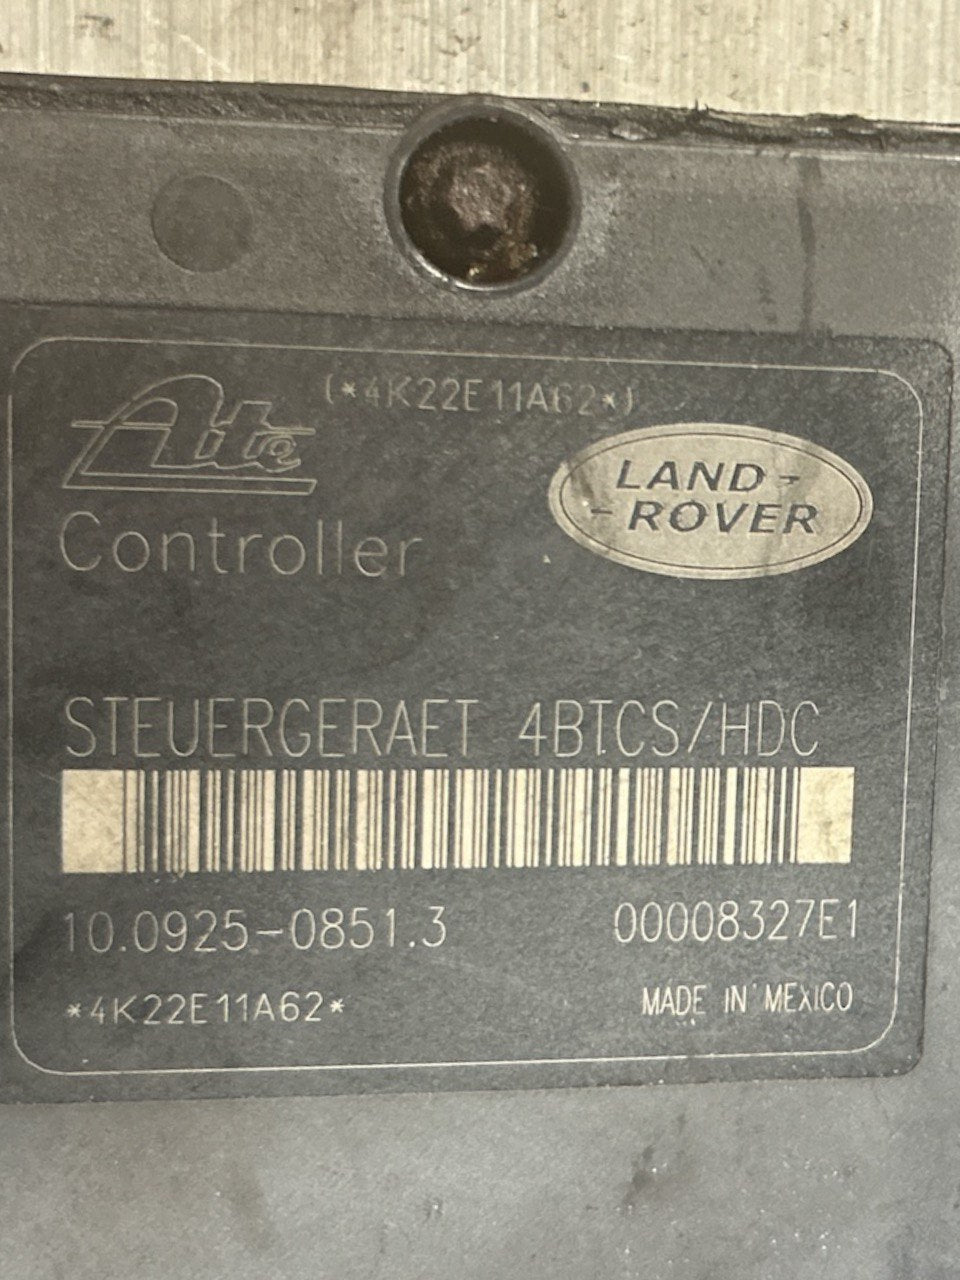 (*4K22E11A62*)
Ate
LAND-
-ROVER
Controller
STEUERGERAET 4BTCS/HDC
10.0925-0851.3 00008327E1
*4K22E11A62* MADE IN MEXICO